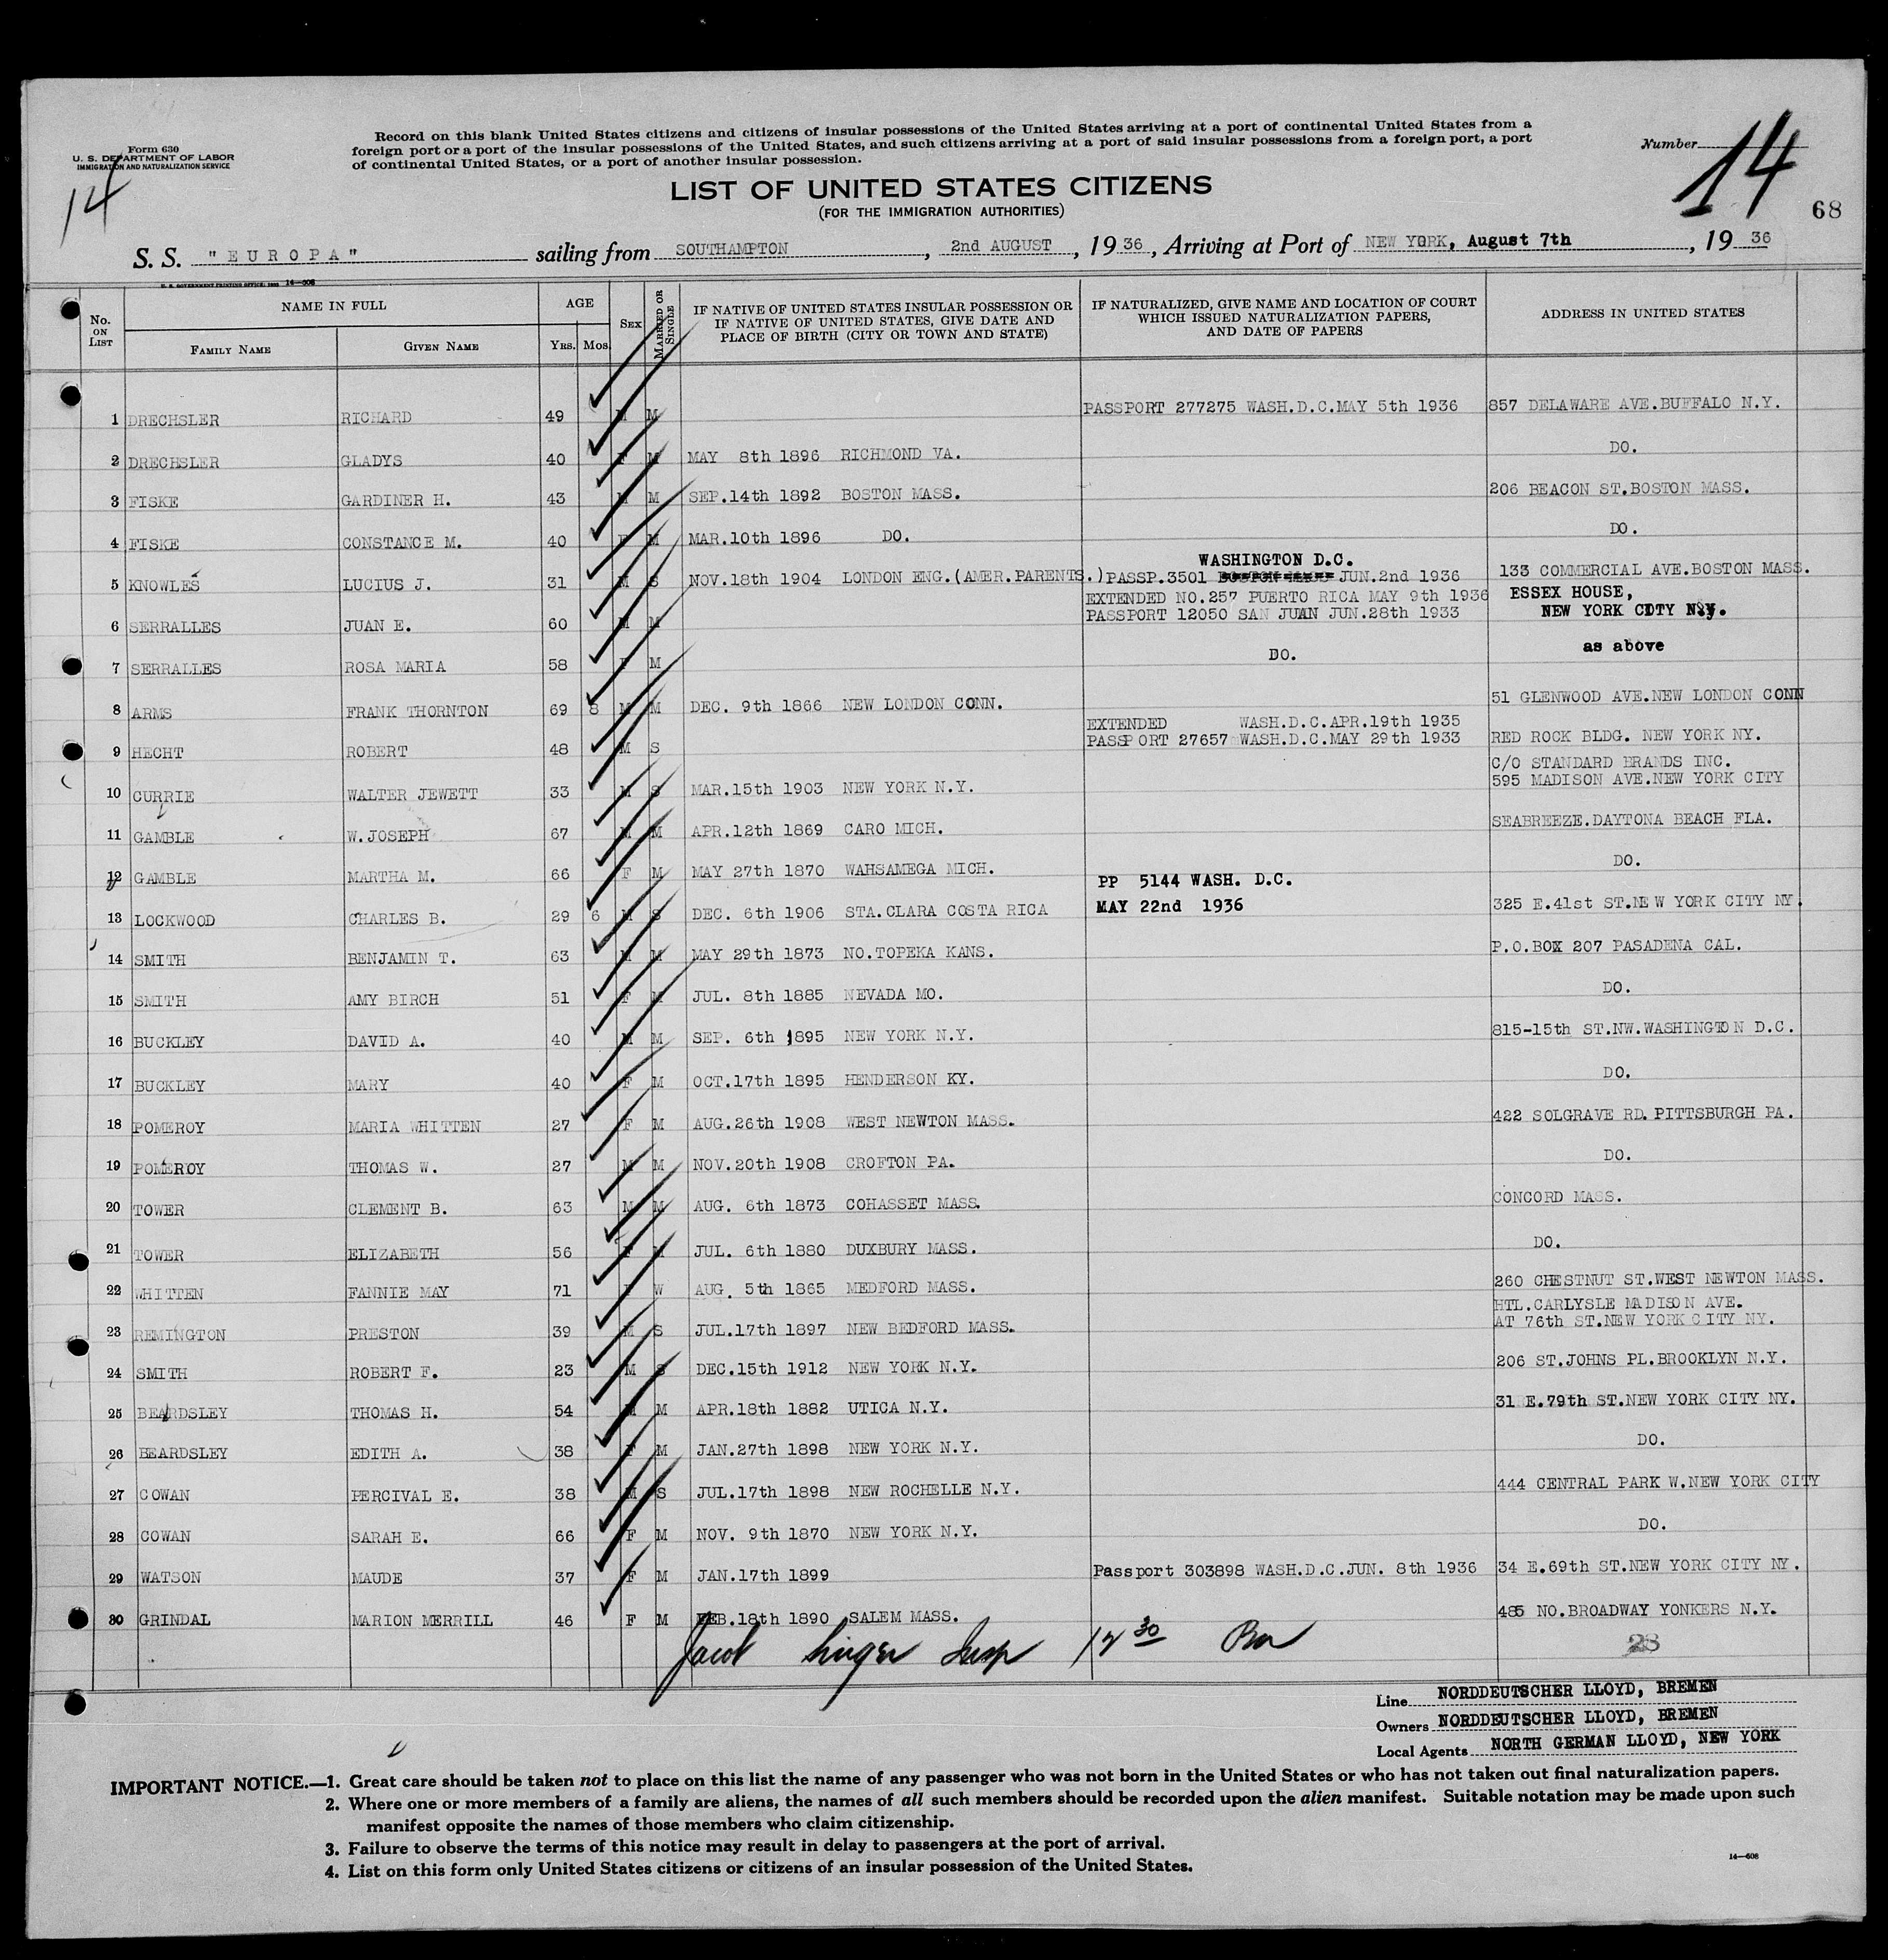 Form 630
U. S. DEPARTMENT OF LABOR
IMMIGRATION AND NATURALIZATION SERVICE
14
Record on this blank United States citizens and citizens of insular possessions of the United States arriving at a port of continental United States from a
foreign port or a port of the insular possessions of the United States, and such citizens arriving at a port of said insular possessions from a foreign port, a port
of continental United States, or a port of another insular possession.
Number 14
68
LIST OF UNITED STATES CITIZENS
(FOR THE IMMIGRATION AUTHORITIES)
S. S. "EUROPA" sailing from SOUTHAMPTON, 2nd AUGUST, 1936, Arriving at Port of NEW YORK, August 7th, 1936
U. S. GOVERNMENT PRINTING OFFICE: 14—608
No. ON LIST NAME IN FULL AGE SEX MARRIED OR SINGLE IF NATIVE OF UNITED STATES INSULAR POSSESSION OR IF NATIVE OF UNITED STATES, GIVE DATE AND PLACE OF BIRTH (CITY OR TOWN AND STATE) IF NATURALIZED, GIVE NAME AND LOCATION OF COURT WHICH ISSUED NATURALIZATION PAPERS, AND DATE OF PAPERS ADDRESS IN UNITED STATES
FAMILY NAME GIVEN NAME YRS. MOS.
1 DRECHSLER RICHARD 49 M M PASSPORT 277275 WASH.D.C.MAY 5th 1936 857 DELAWARE AVE.BUFFALO N.Y.
2 DRECHSLER GLADYS 40 F M MAY 8th 1896 RICHMOND VA. DO.
3 FISKE GARDINER H. 43 M M SEP.14th 1892 BOSTON MASS. 206 BEACON ST.BOSTON MASS.
4 FISKE CONSTANCE M. 40 F M MAR.10th 1896 DO. DO.
WASHINGTON D.C.
5 KNOWLES LUCIUS J. 31 M S NOV.18th 1904 LONDON ENG.(AMER.PARENTS.) PASSP.3501 JUN.2nd 1936 133 COMMERCIAL AVE.BOSTON MASS.
EXTENDED NO.257 PUERTO RICA MAY 9th 1936 ESSEX HOUSE,
6 SERRALLES JUAN E. 60 M M PASSPORT 12050 SAN JUAN JUN.28th 1933 NEW YORK CITY N.Y.
7 SERRALLES ROSA MARIA 58 F M DO. as above
8 ARMS FRANK THORNTON 69 8 M M DEC. 9th 1866 NEW LONDON CONN. 51 GLENWOOD AVE.NEW LONDON CONN
EXTENDED WASH.D.C.APR.19th 1935
9 HECHT ROBERT 48 M S PASSPORT 27657 WASH.D.C.MAY 29th 1933 RED ROCK BLDG. NEW YORK NY.
C/O STANDARD BRANDS INC.
10 CURRIE WALTER JEWETT 33 M S MAR.15th 1903 NEW YORK N.Y. 595 MADISON AVE.NEW YORK CITY
11 GAMBLE W.JOSEPH 67 M M APR.12th 1869 CARO MICH. SEABREEZE.DAYTONA BEACH FLA.
12 GAMBLE MARTHA M. 66 F M MAY 27th 1870 WAHSAMEGA MICH. DO.
PP 5144 WASH. D.C.
13 LOCKWOOD CHARLES B. 29 6 M S DEC. 6th 1906 STA.CLARA COSTA RICA MAY 22nd 1936 325 E.41st ST.NEW YORK CITY NY.
14 SMITH BENJAMIN T. 63 M M MAY 29th 1873 NO.TOPEKA KANS. P.O.BOX 207 PASADENA CAL.
15 SMITH AMY BIRCH 51 F M JUL. 8th 1885 NEVADA MO. DO.
16 BUCKLEY DAVID A. 40 M M SEP. 6th 1895 NEW YORK N.Y. 815-15th ST.NW.WASHINGTON D.C.
17 BUCKLEY MARY 40 F M OCT.17th 1895 HENDERSON KY. DO.
18 POMEROY MARIA WHITTEN 27 F M AUG.26th 1908 WEST NEWTON MASS. 422 SOLGRAVE RD. PITTSBURGH PA.
19 POMEROY THOMAS W. 27 M M NOV.20th 1908 CROFTON PA. DO.
20 TOWER CLEMENT B. 63 M M AUG. 6th 1873 COHASSET MASS. CONCORD MASS.
21 TOWER ELIZABETH 56 F M JUL. 6th 1880 DUXBURY MASS. DO.
22 WHITTEN FANNIE MAY 71 F W AUG. 5th 1865 MEDFORD MASS. 260 CHESTNUT ST.WEST NEWTON MASS.
HTL.CARLYSLE MADISON AVE.
23 REMINGTON PRESTON 39 M S JUL.17th 1897 NEW BEDFORD MASS. AT 76th ST.NEW YORK CITY NY.
24 SMITH ROBERT F. 23 M S DEC.15th 1912 NEW YORK N.Y. 206 ST.JOHNS PL.BROOKLYN N.Y.
25 BEARDSLEY THOMAS H. 54 M M APR.18th 1882 UTICA N.Y. 31 E.79th ST.NEW YORK CITY NY.
26 BEARDSLEY EDITH A. 38 F M JAN.27th 1898 NEW YORK N.Y. DO.
27 COWAN PERCIVAL E. 38 M S JUL.17th 1898 NEW ROCHELLE N.Y. 444 CENTRAL PARK W.NEW YORK CITY
28 COWAN SARAH E. 66 F M NOV. 9th 1870 NEW YORK N.Y. DO.
29 WATSON MAUDE 37 F M JAN.17th 1899 Passport 303898 WASH.D.C.JUN. 8th 1936 34 E.69th ST.NEW YORK CITY NY.
30 GRINDAL MARION MERRILL 46 F M FEB.18th 1890 SALEM MASS. 485 NO.BROADWAY YONKERS N.Y.
Jacob Singer Insp 12 30 28
Line NORDDEUTSCHER LLOYD, BREMEN
Owners NORDDEUTSCHER LLOYD, BREMEN
Local Agents NORTH GERMAN LLOYD, NEW YORK
IMPORTANT NOTICE.—1. Great care should be taken not to place on this list the name of any passenger who was not born in the United States or who has not taken out final naturalization papers.
2. Where one or more members of a family are aliens, the names of all such members should be recorded upon the alien manifest. Suitable notation may be made upon such
manifest opposite the names of those members who claim citizenship.
3. Failure to observe the terms of this notice may result in delay to passengers at the port of arrival.
4. List on this form only United States citizens or citizens of an insular possession of the United States.
14—608